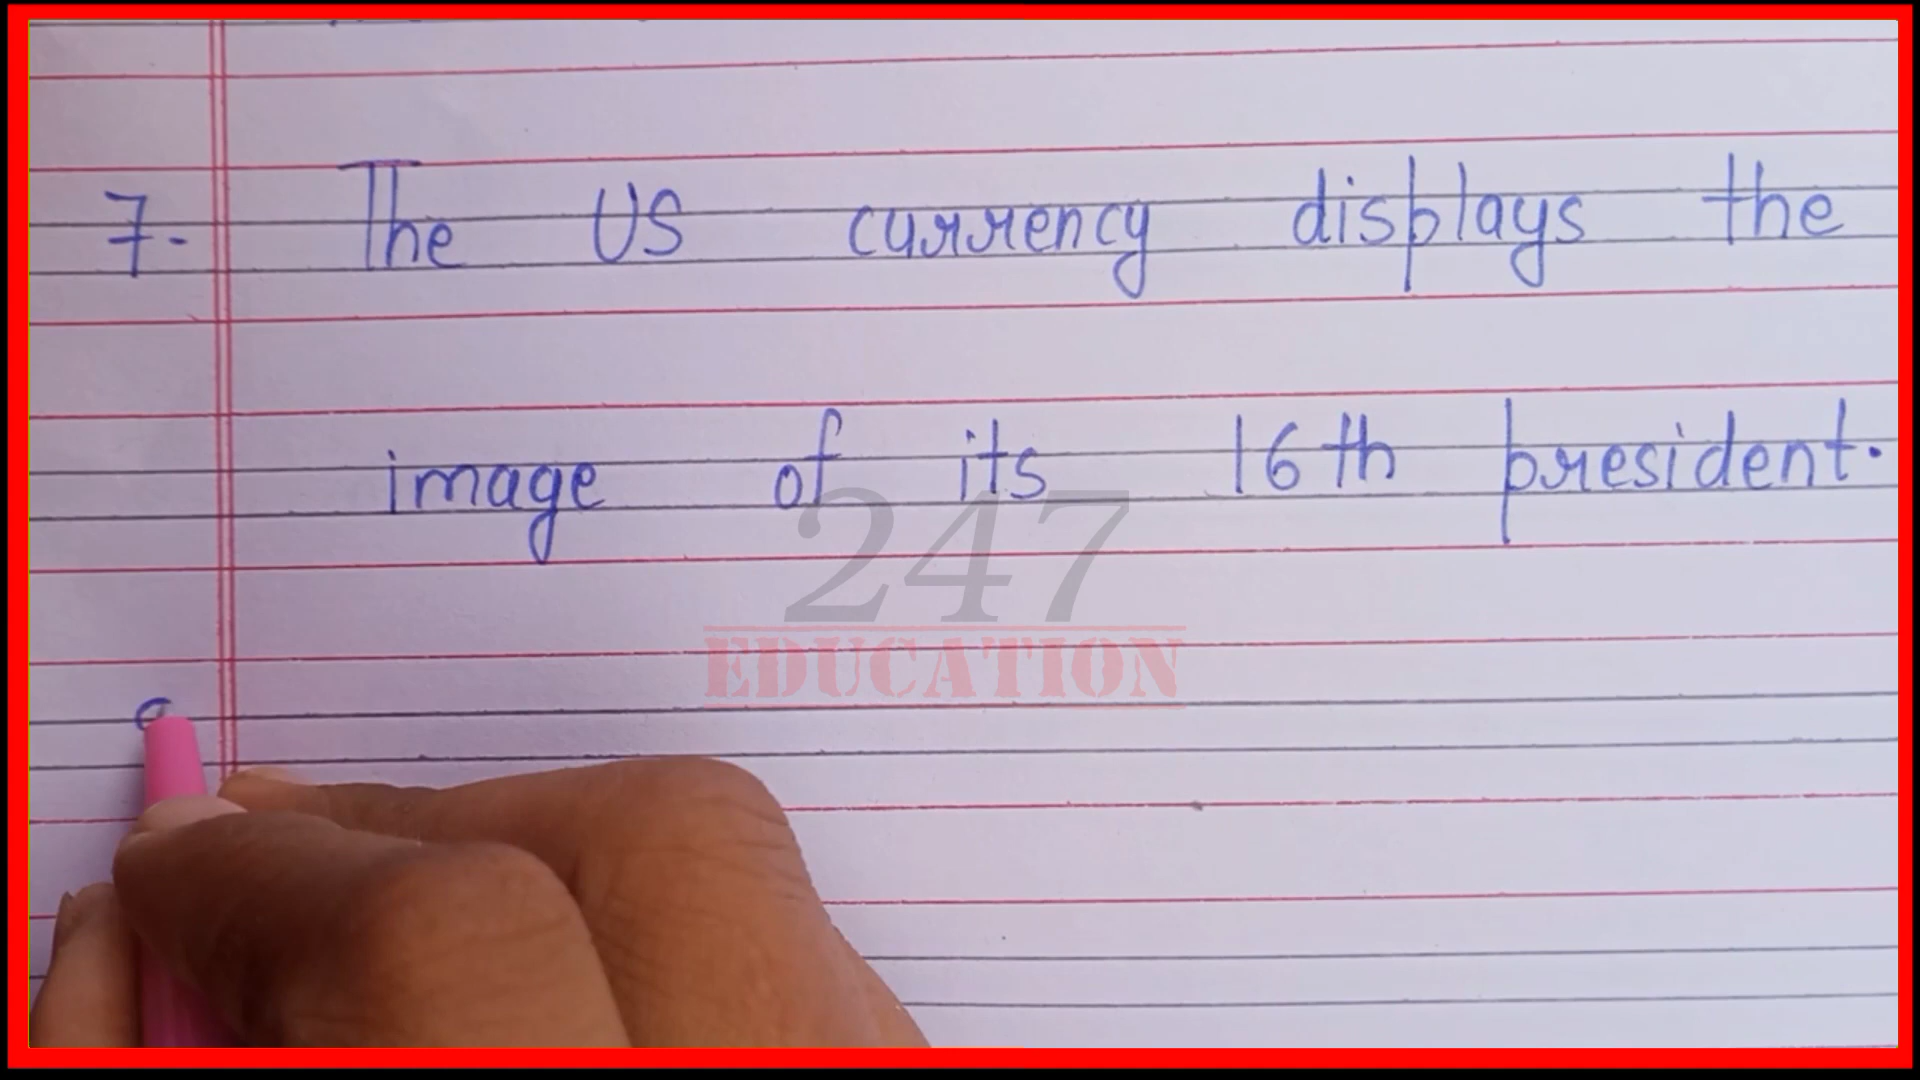 7. The US currency displays the
image of its 16th president.
247
EDUCATION